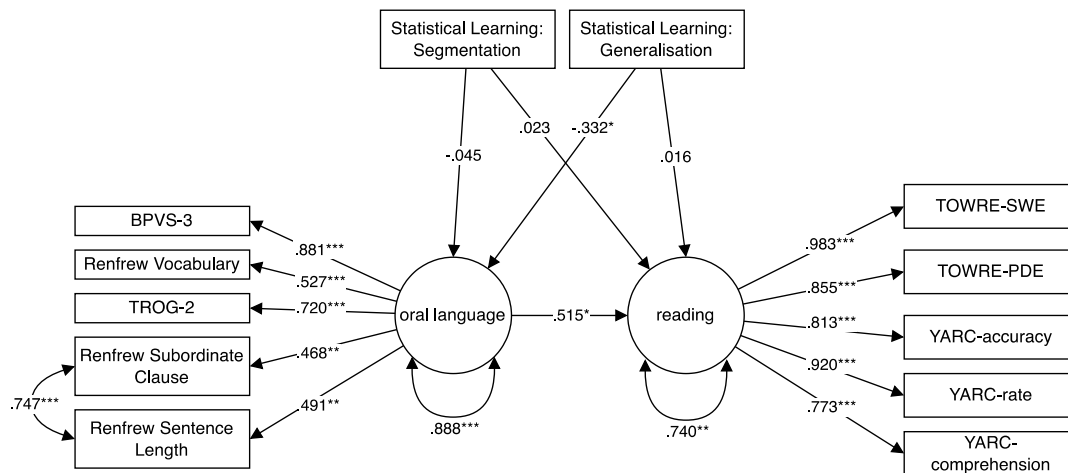 Statistical Learning:
Segmentation
Statistical Learning:
Generalisation
.023
-.332*
-.045
.016
BPVS-3
Renfrew Vocabulary
TROG-2
Renfrew Subordinate
Clause
Renfrew Sentence
Length
.747***
.881***
.527***
.720***
.468**
.491**
oral language
.888***
.515*
reading
.740**
.983***
.855***
.813***
.920***
.773***
TOWRE-SWE
TOWRE-PDE
YARC-accuracy
YARC-rate
YARC-
comprehension